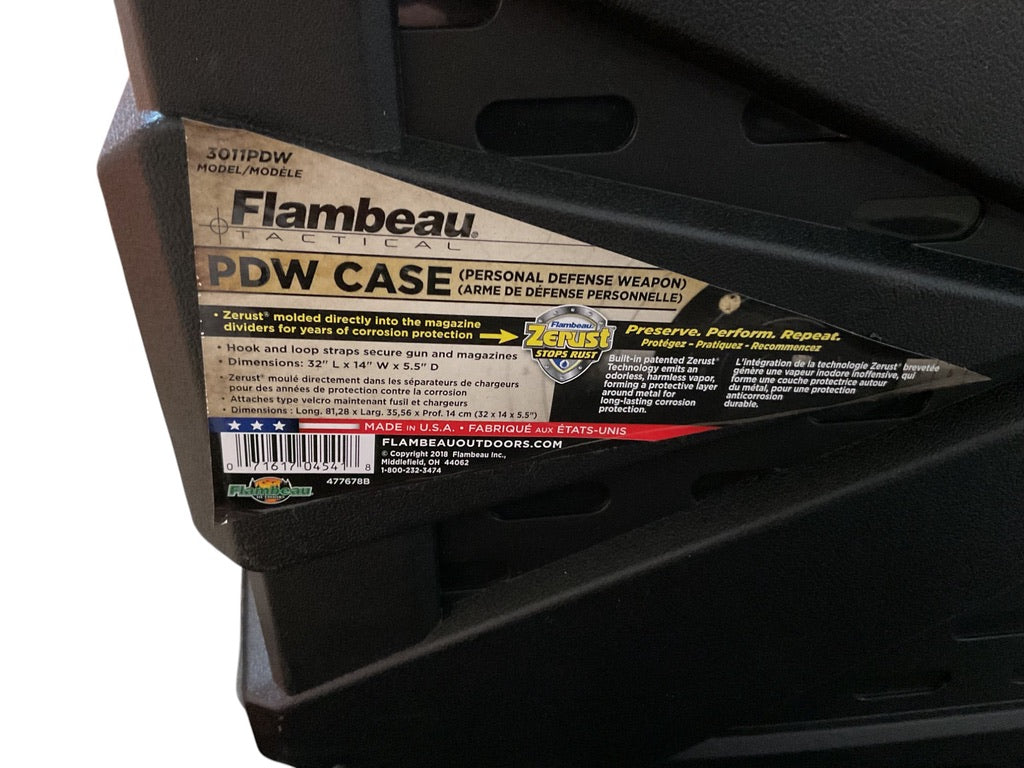 3011PDW
MODEL/MODÈLE
Flambeau®
TACTICAL
PDW CASE (PERSONAL DEFENSE WEAPON)
(ARME DE DÉFENSE PERSONNELLE)
• Zerust® molded directly into the magazine
dividers for years of corrosion protection
• Hook and loop straps secure gun and magazines
• Dimensions: 32" L x 14" W x 5.5" D
• Zerust® moulé directement dans les séparateurs de chargeurs
pour des années de protection contre la corrosion
• Attaches type velcro maintenant fusil et chargeurs
• Dimensions : Long. 81,28 x Larg. 35,56 x Prof. 14 cm (32 x 14 x 5.5")
Flambeau
Zerust
STOPS RUST
Preserve. Perform. Repeat.
Protégez - Pratiquez - Recommencez
Built-in patented Zerust®
Technology emits an
odorless, harmless vapor,
forming a protective layer
around metal for
long-lasting corrosion
protection.
L'intégration de la technologie Zerust® brevetée
génère une vapeur inodore inoffensive, qui
forme une couche protectrice autour
du métal, pour une protection
anticorrosion
durable.
MADE IN U.S.A. • FABRIQUÉ AUX ÉTATS-UNIS
0 71617 04541 8
FLAMBEAUOUTDOORS.COM
© Copyright 2018 Flambeau Inc.,
Middlefield, OH 44062
1-800-232-3474
477678B
Flambeau
OUTDOORS